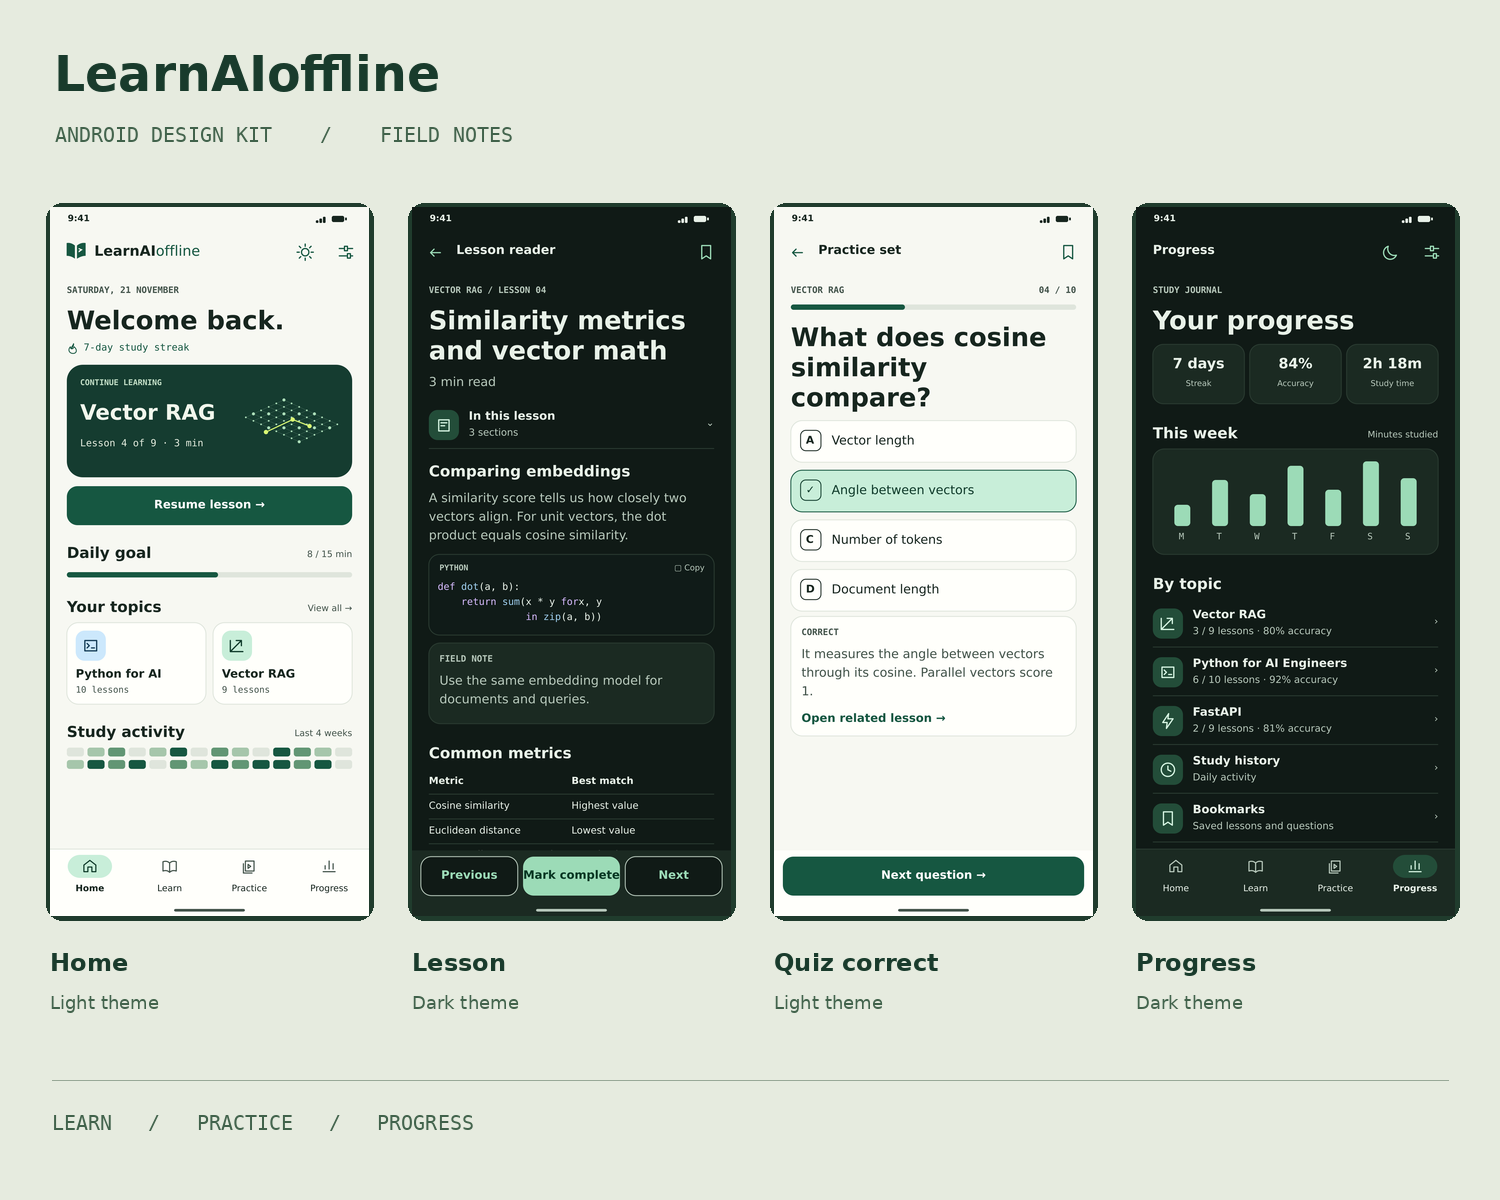 LearnAIoffline
ANDROID DESIGN KIT / FIELD NOTES
9:41
LearnAIoffline
SATURDAY, 21 NOVEMBER
Welcome back.
7-day study streak
CONTINUE LEARNING
Vector RAG
Lesson 4 of 9 · 3 min
Resume lesson →
Daily goal
8 / 15 min
Your topics
View all →
Python for AI
10 lessons
Vector RAG
9 lessons
Study activity
Last 4 weeks
Home
Learn
Practice
Progress
Home
Light theme
9:41
← Lesson reader
VECTOR RAG / LESSON 04
Similarity metrics
and vector math
3 min read
In this lesson
3 sections
Comparing embeddings
A similarity score tells us how closely two
vectors align. For unit vectors, the dot
product equals cosine similarity.
PYTHON
Copy
def dot(a, b):
return sum(x * y forx, y
in zip(a, b))
FIELD NOTE
Use the same embedding model for
documents and queries.
Common metrics
Metric Best match
Cosine similarity Highest value
Euclidean distance Lowest value
Previous
Mark complete
Next
Lesson
Dark theme
9:41
← Practice set
VECTOR RAG
04 / 10
What does cosine
similarity
compare?
A Vector length
✓ Angle between vectors
C Number of tokens
D Document length
CORRECT
It measures the angle between vectors
through its cosine. Parallel vectors score
1.
Open related lesson →
Next question →
Quiz correct
Light theme
9:41
Progress
STUDY JOURNAL
Your progress
7 days
Streak
84%
Accuracy
2h 18m
Study time
This week
Minutes studied
M T W T F S S
By topic
Vector RAG
3 / 9 lessons · 80% accuracy
Python for AI Engineers
6 / 10 lessons · 92% accuracy
FastAPI
2 / 9 lessons · 81% accuracy
Study history
Daily activity
Bookmarks
Saved lessons and questions
Home
Learn
Practice
Progress
Progress
Dark theme
LEARN / PRACTICE / PROGRESS